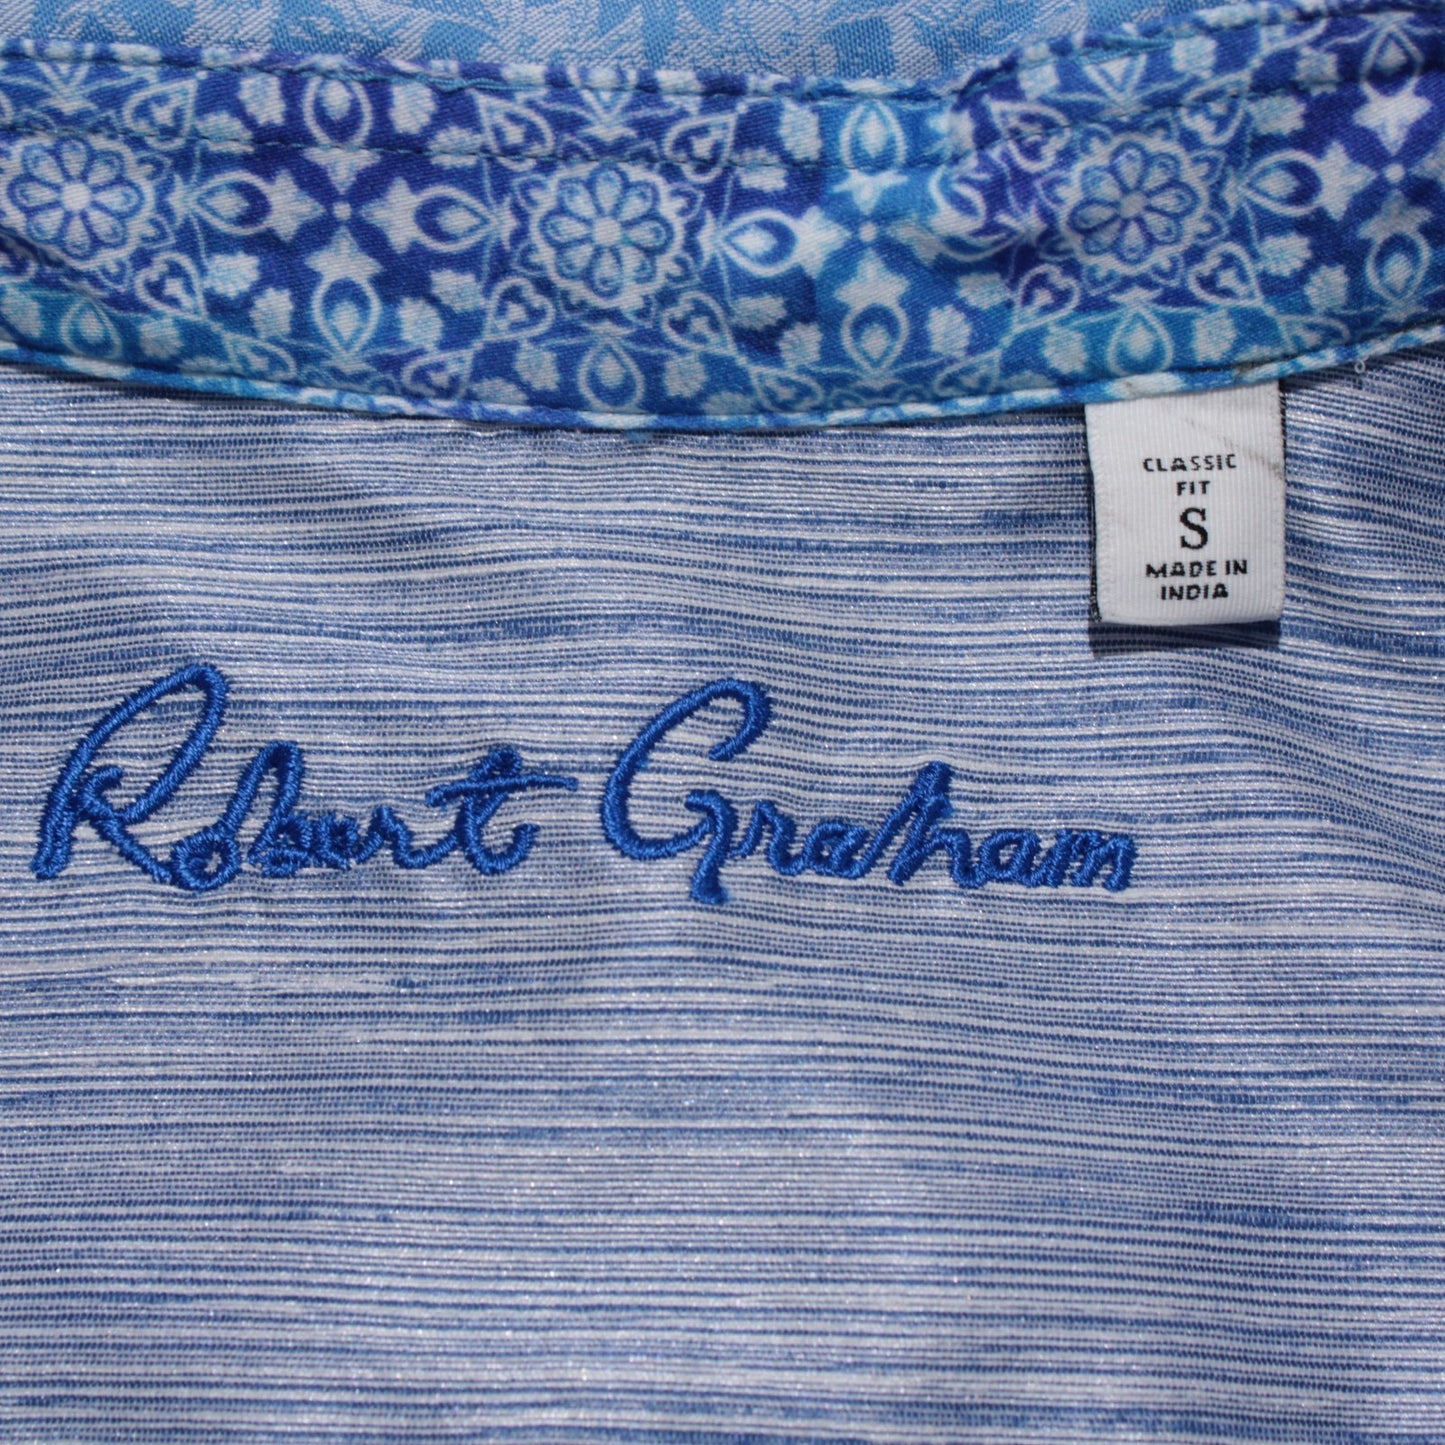 CLASSIC
FIT
S
MADE IN
INDIA
Robert Graham